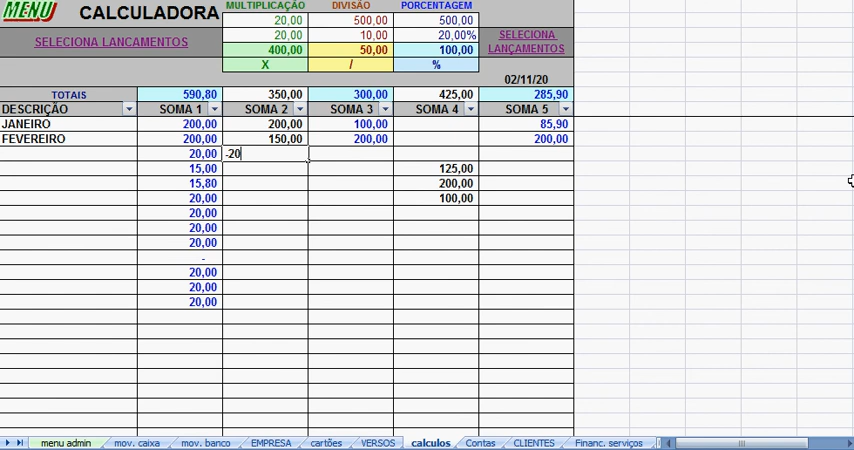 MENU CALCULADORA MULTIPLICAÇÃO DIVISÃO PORCENTAGEM
20,00 500,00 500,00
SELECIONA LANCAMENTOS 20,00 10,00 20,00% SELECIONA LANÇAMENTOS
400,00 50,00 100,00
X / %
02/11/20
TOTAIS 590,80 350,00 300,00 425,00 285,90
DESCRIÇÃO SOMA 1 SOMA 2 SOMA 3 SOMA 4 SOMA 5
JANEIRO 200,00 200,00 100,00 85,90
FEVEREIRO 200,00 150,00 200,00 200,00
20,00 -20
15,00 125,00
15,80 200,00
20,00 100,00
20,00
20,00
20,00
-
20,00
20,00
20,00
menu admin mov. caixa mov. banco EMPRESA cartões VERSOS calculos Contas CLIENTES Financ. serviços